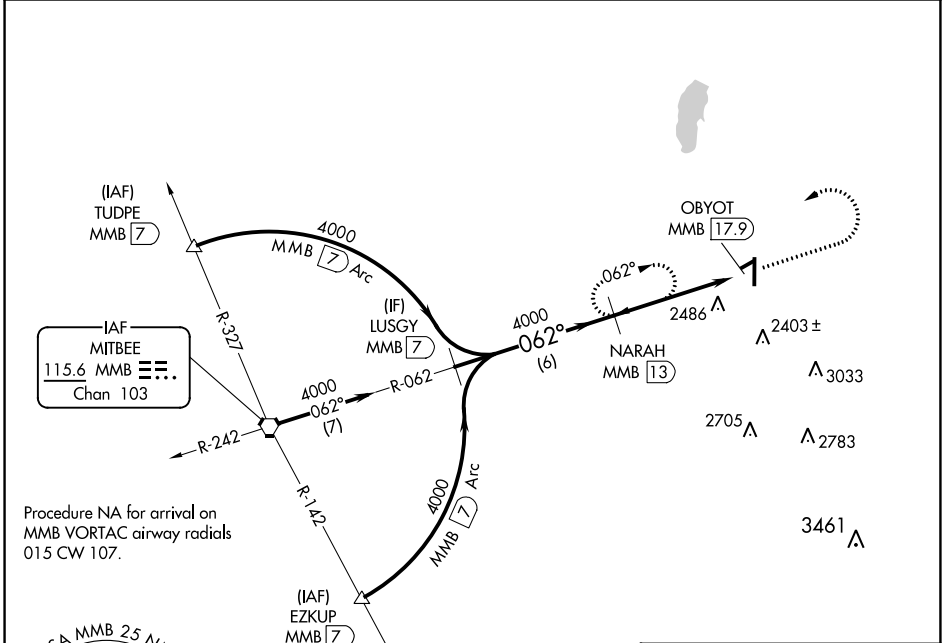 (IAF)
TUDPE
MMB 7
4000
MMB 7 Arc
R-327
OBYOT
MMB 17.9
062°
2486
2403 ±
3033
2705
2783
3461
(IF)
LUSGY
MMB 7
4000
062°
(6)
NARAH
MMB 13
IAF
MITBEE
115.6 MMB
Chan 103
4000
062°
(7)
R-062
R-242
R-142
4000
MMB 7 Arc
Procedure NA for arrival on
MMB VORTAC airway radials
015 CW 107.
(IAF)
EZKUP
MMB 7
MMB 25